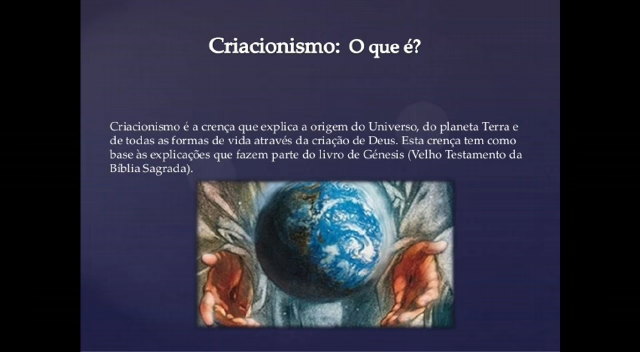 Criacionismo: O que é?
Criacionismo é a crença que explica a origem do Universo, do planeta Terra e
de todas as formas de vida através da criação de Deus. Esta crença tem como
base às explicações que fazem parte do livro de Génesis (Velho Testamento da
Bíblia Sagrada).